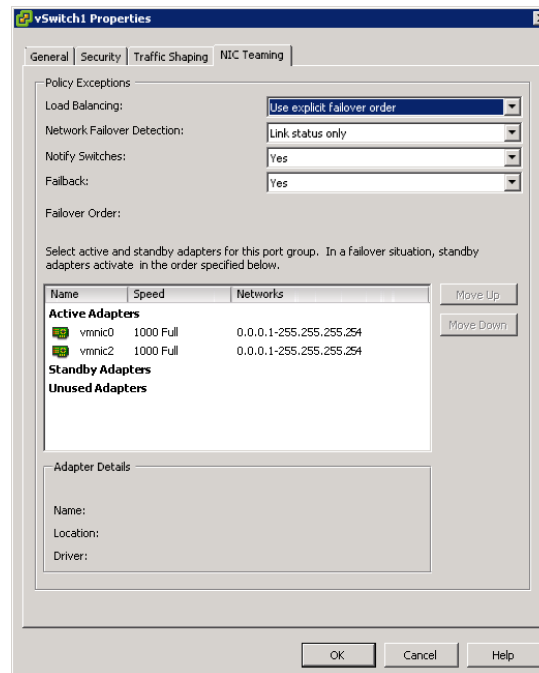 vSwitch1 Properties
General Security Traffic Shaping NIC Teaming
Policy Exceptions
Load Balancing: Use explicit failover order
Network Failover Detection: Link status only
Notify Switches: Yes
Failback: Yes
Failover Order:
Select active and standby adapters for this port group. In a failover situation, standby
adapters activate in the order specified below.
Name Speed Networks Move Up
Active Adapters
vmnic0 1000 Full 0.0.0.1-255.255.255.254 Move Down
vmnic2 1000 Full 0.0.0.1-255.255.255.254
Standby Adapters
Unused Adapters
Adapter Details
Name:
Location:
Driver:
OK Cancel Help